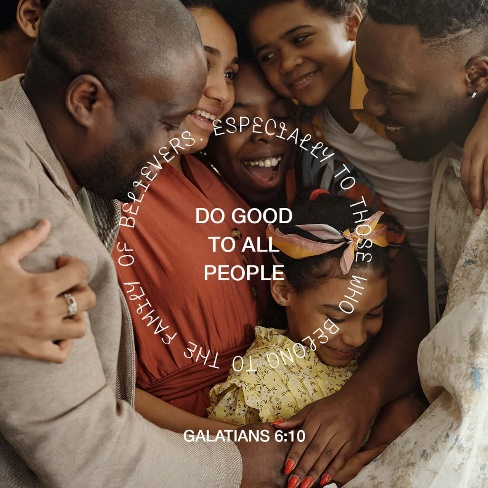 DO GOOD
TO ALL
PEOPLE
ESPECIALLY TO THOSE WHO BELONG TO THE FAMILY OF BELIEVERS.
GALATIANS 6:10